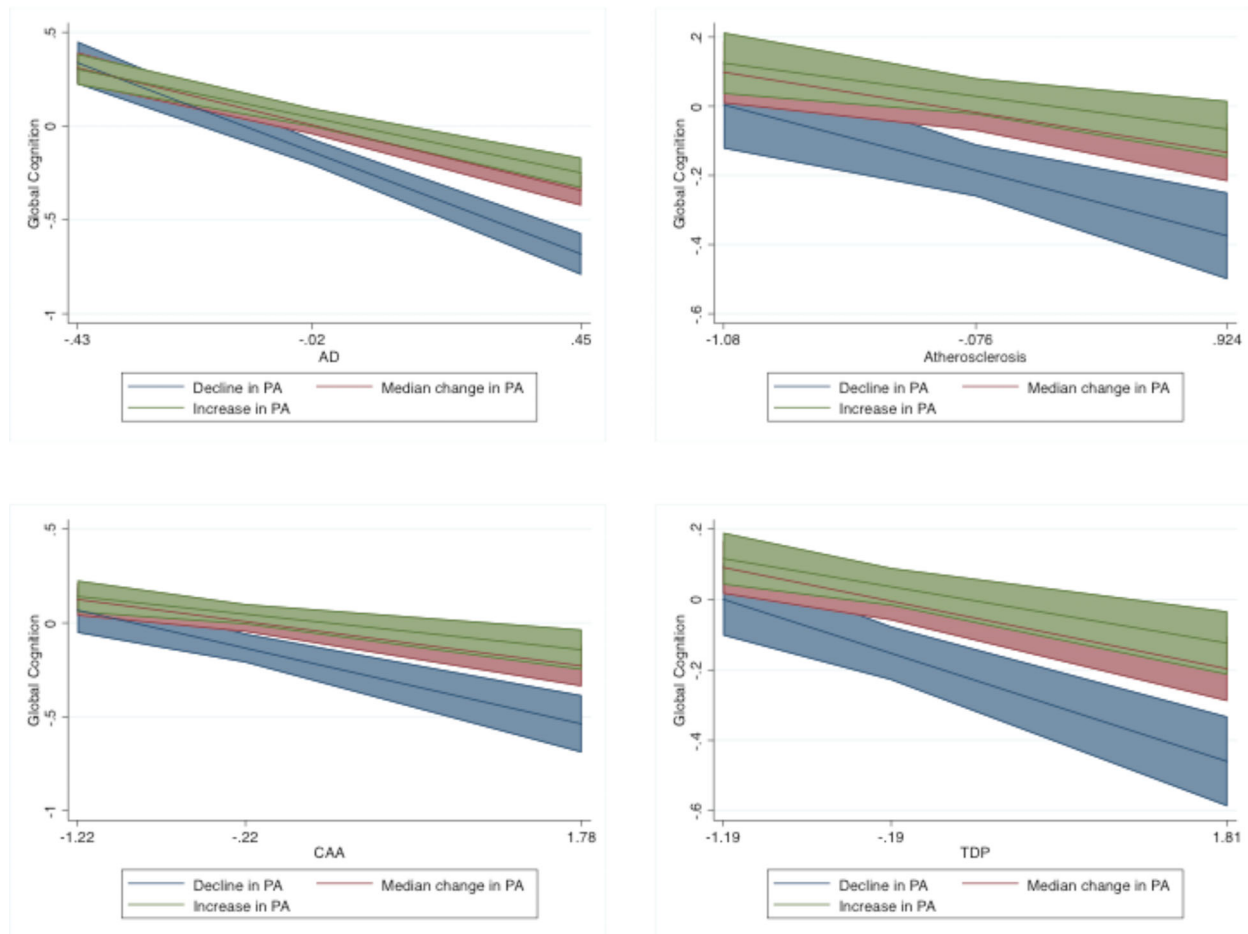 .5
0
-.5
-1
Global Cognition
-.43
-.02
.45
AD
Decline in PA
Median change in PA
Increase in PA
.2
0
-.2
-.4
-.6
Global Cognition
-1.08
-.076
.924
Atherosclerosis
Decline in PA
Median change in PA
Increase in PA
.5
0
-.5
-1
Global Cognition
-1.22
-.22
1.78
CAA
Decline in PA
Median change in PA
Increase in PA
.2
0
-.2
-.4
-.6
Global Cognition
-1.19
-.19
1.81
TDP
Decline in PA
Median change in PA
Increase in PA